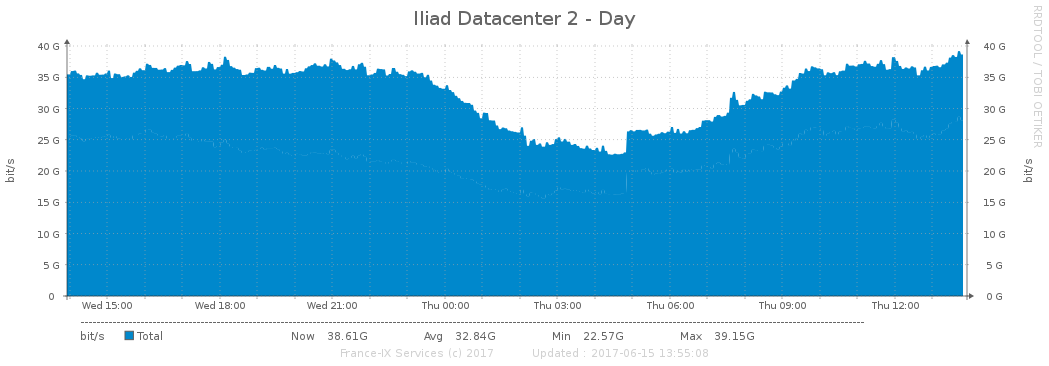 Iliad Datacenter 2 - Day
RRDTOOL / TOBI OETIKER
40 G 40 G
35 G 35 G
30 G 30 G
25 G 25 G
20 G 20 G
15 G 15 G
10 G 10 G
5 G 5 G
0 0 G
bit/s bit/s
Wed 15:00 Wed 18:00 Wed 21:00 Thu 00:00 Thu 03:00 Thu 06:00 Thu 09:00 Thu 12:00
bit/s Total Now 38.61G Avg 32.84G Min 22.57G Max 39.15G
France-IX Services (c) 2017 Updated : 2017-06-15 13:55:08